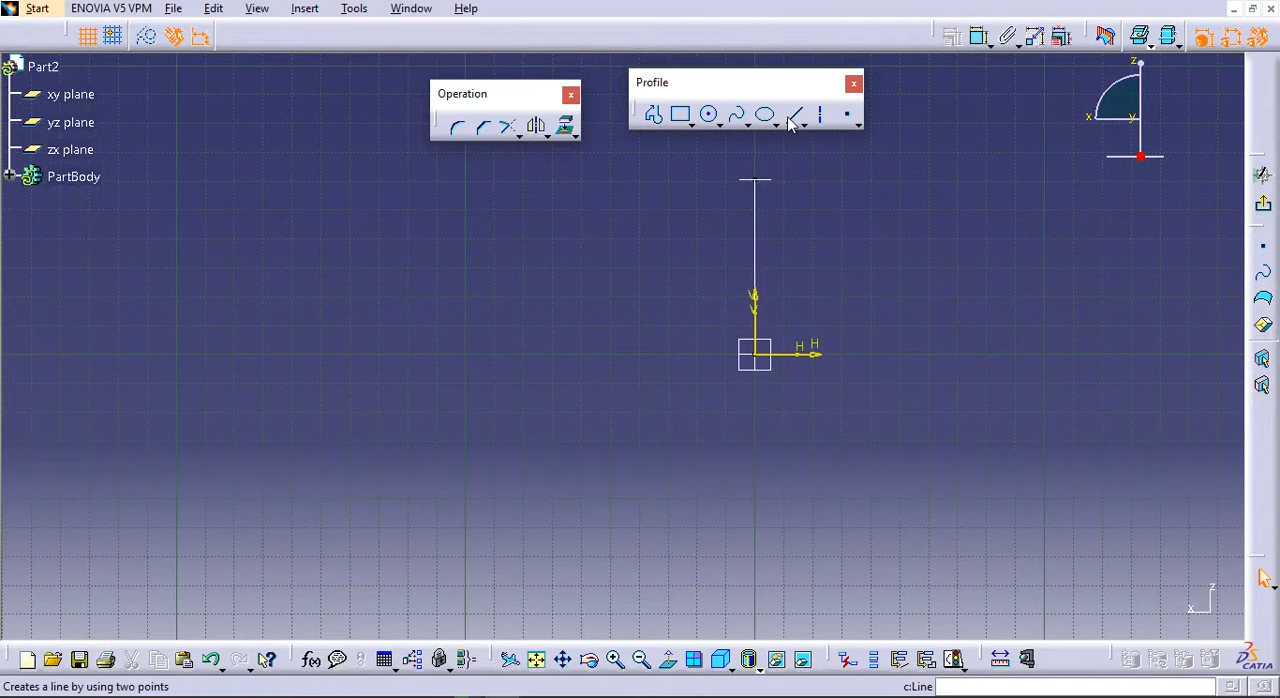 Start ENOVIA V5 VPM File Edit View Insert Tools Window Help
Part2
xy plane
yz plane
zx plane
PartBody
Operation
Profile
z
x
y
V
V
H
H
z
x
f(x)
CATIA
Creates a line by using two points
c:Line